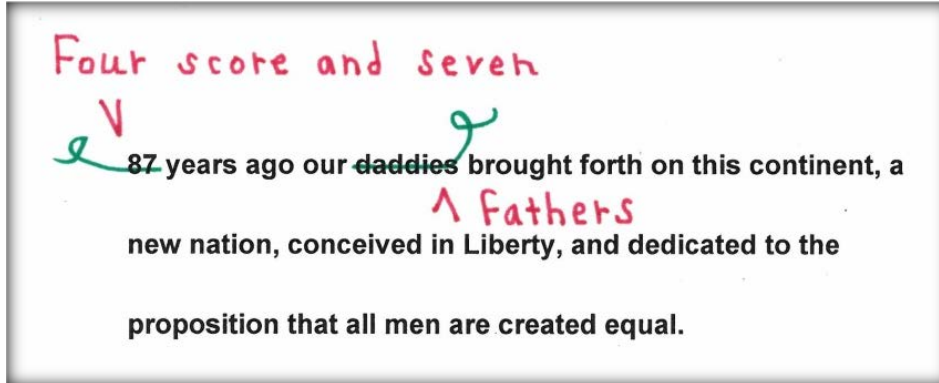 Four score and seven
87 years ago our daddies brought forth on this continent, a
Fathers
new nation, conceived in Liberty, and dedicated to the
proposition that all men are created equal.